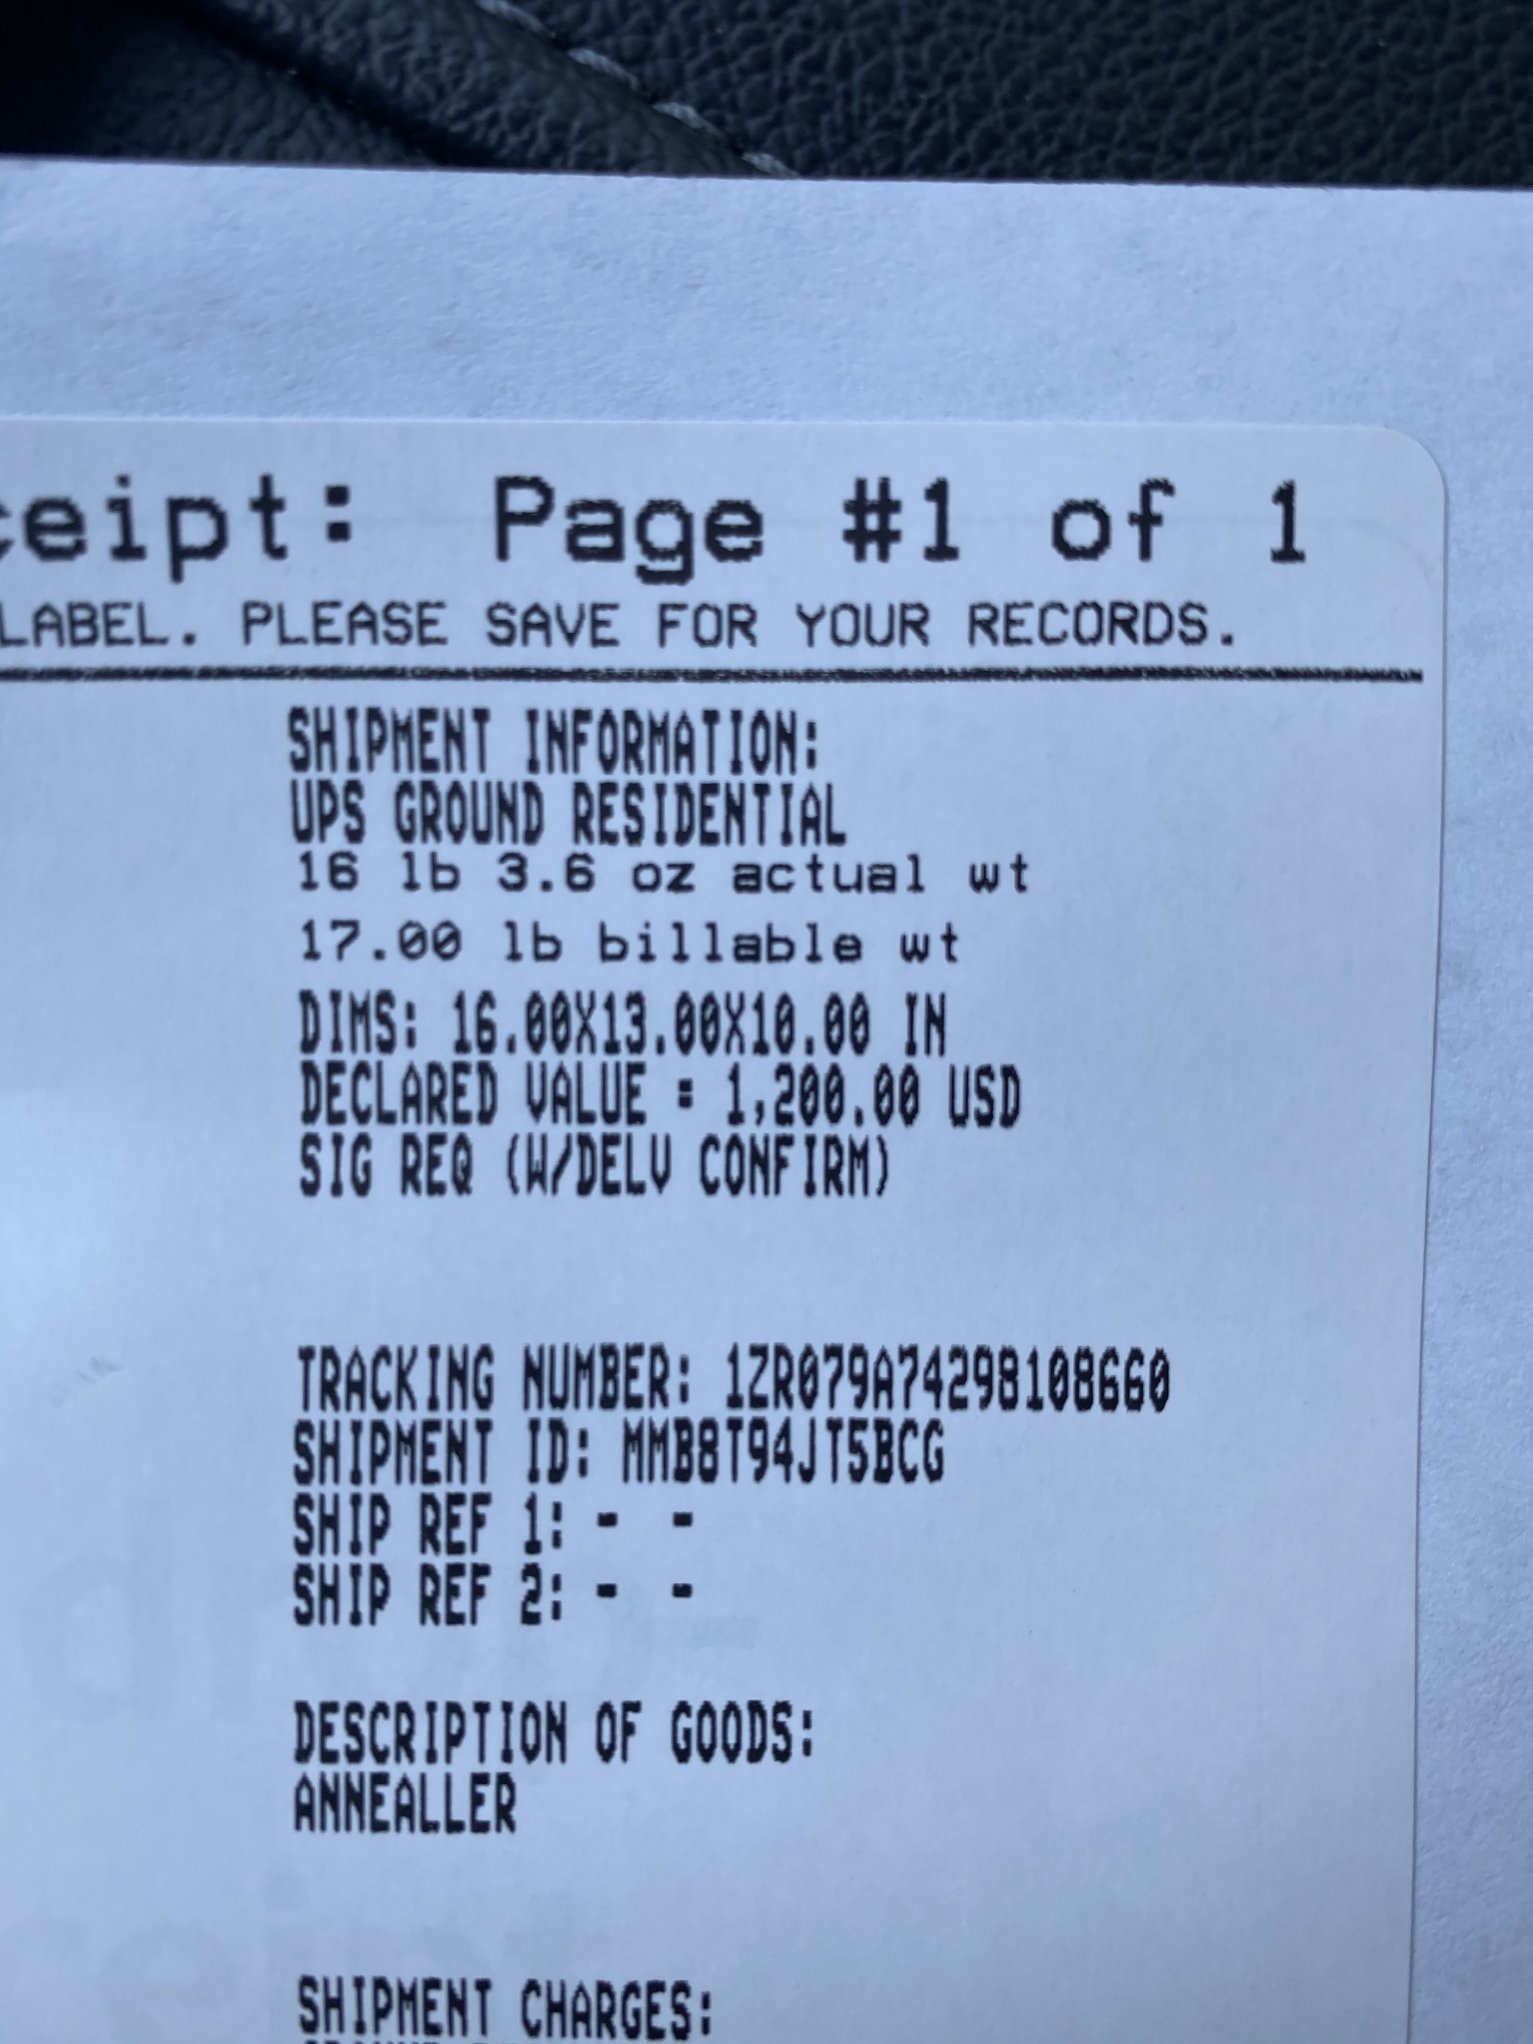 eipt: Page #1 of 1
LABEL. PLEASE SAVE FOR YOUR RECORDS.
SHIPMENT INFORMATION:
UPS GROUND RESIDENTIAL
16 lb 3.6 oz actual wt
17.00 lb billable wt
DIMS: 16.00X13.00X10.00 IN
DECLARED VALUE = 1,200.00 USD
SIG REQ (W/DELV CONFIRM)
TRACKING NUMBER: 1ZR079A74298108660
SHIPMENT ID: MMB8T94JT5BCG
SHIP REF 1: - -
SHIP REF 2: - -
DESCRIPTION OF GOODS:
ANNEALLER
SHIPMENT CHARGES: